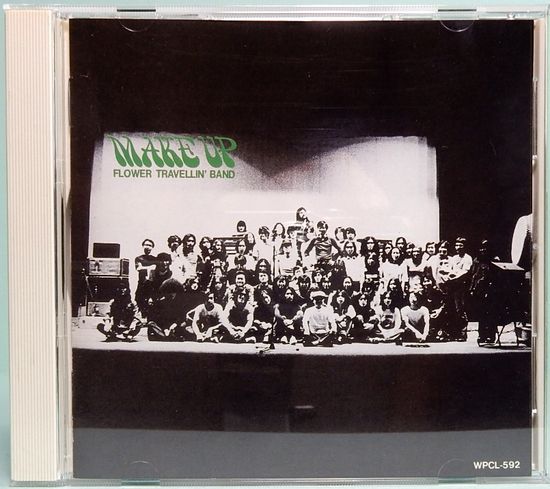 MAKE UP
FLOWER TRAVELLIN' BAND
WPCL-592